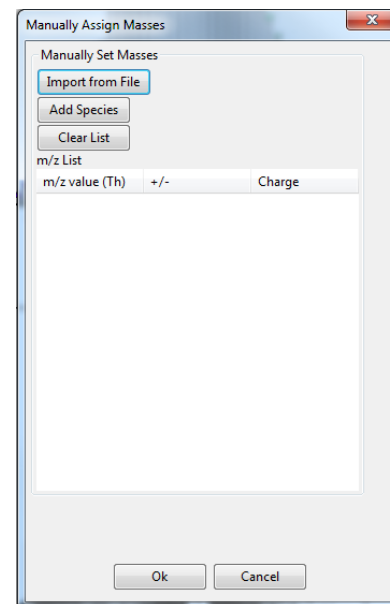 Manually Assign Masses
Manually Set Masses
Import from File
Add Species
Clear List
m/z List
m/z value (Th) +/- Charge
Ok Cancel